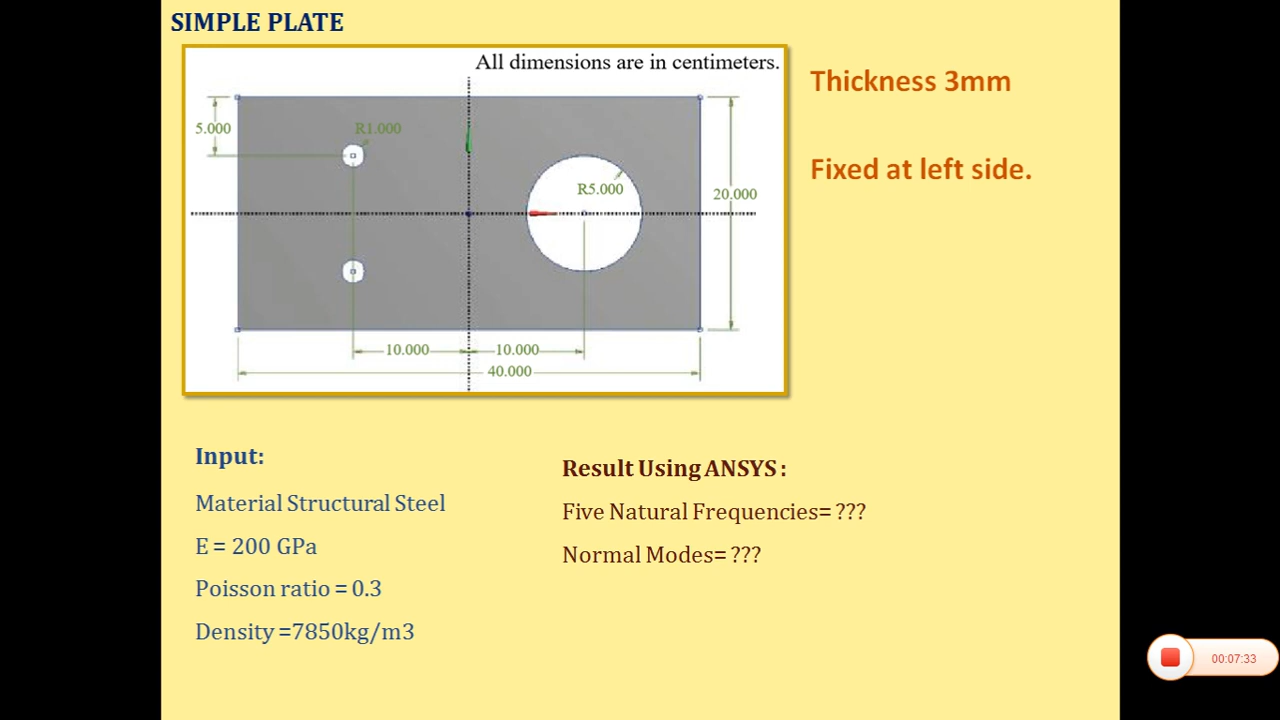 SIMPLE PLATE
All dimensions are in centimeters.
Thickness 3mm
5.000
R1.000
Fixed at left side.
R5.000
20.000
10.000
10.000
40.000
Input:
Result Using ANSYS :
Material Structural Steel
Five Natural Frequencies= ???
E = 200 GPa
Normal Modes= ???
Poisson ratio = 0.3
Density =7850kg/m3
00:07:33